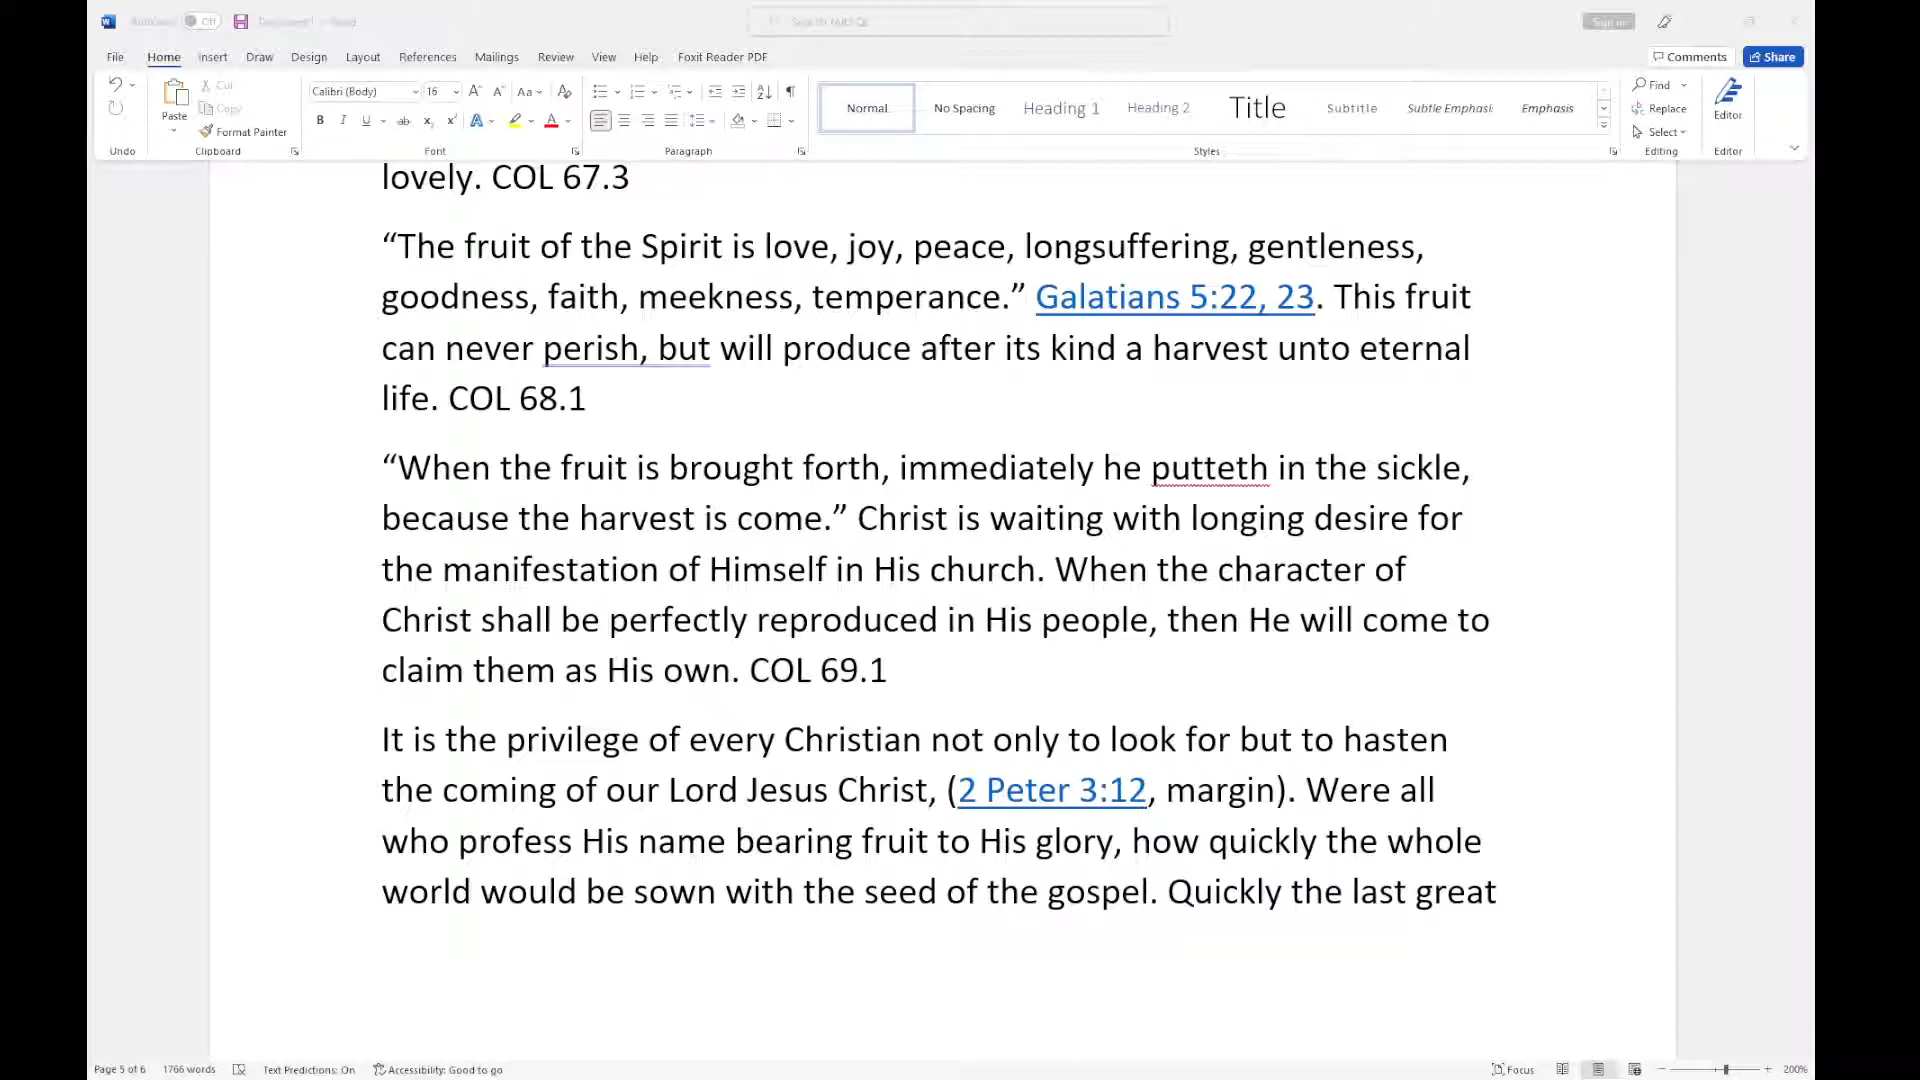 AutoSave Off Document1 - Saved
Sign in
File Home Insert Draw Design Layout References Mailings Review View Help Foxit Reader PDF Comments Share
Paste Cut Copy Format Painter
Calibri (Body) 16
Normal No Spacing Heading 1 Heading 2 Title Subtitle Subtle Emphasis Emphasis
Find Replace Select Editor
Undo Clipboard Font Paragraph Styles Editing Editor
lovely. COL 67.3
“The fruit of the Spirit is love, joy, peace, longsuffering, gentleness,
goodness, faith, meekness, temperance.” Galatians 5:22, 23. This fruit
can never perish, but will produce after its kind a harvest unto eternal
life. COL 68.1
“When the fruit is brought forth, immediately he putteth in the sickle,
because the harvest is come.” Christ is waiting with longing desire for
the manifestation of Himself in His church. When the character of
Christ shall be perfectly reproduced in His people, then He will come to
claim them as His own. COL 69.1
It is the privilege of every Christian not only to look for but to hasten
the coming of our Lord Jesus Christ, (2 Peter 3:12, margin). Were all
who profess His name bearing fruit to His glory, how quickly the whole
world would be sown with the seed of the gospel. Quickly the last great
Page 5 of 6 1766 words Text Predictions: On Accessibility: Good to go Focus 200%